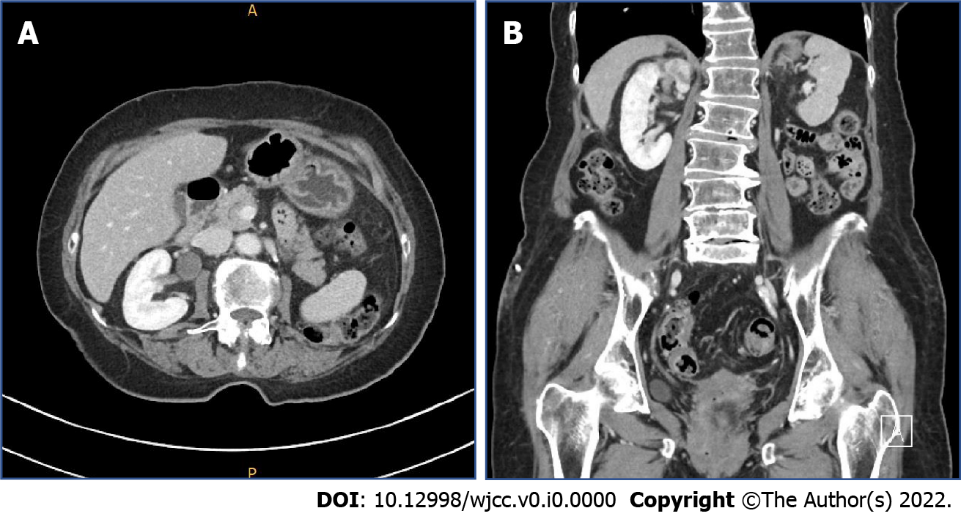 A
A
P
B
A
DOI: 10.12998/wjcc.v0.i0.0000 Copyright ©The Author(s) 2022.